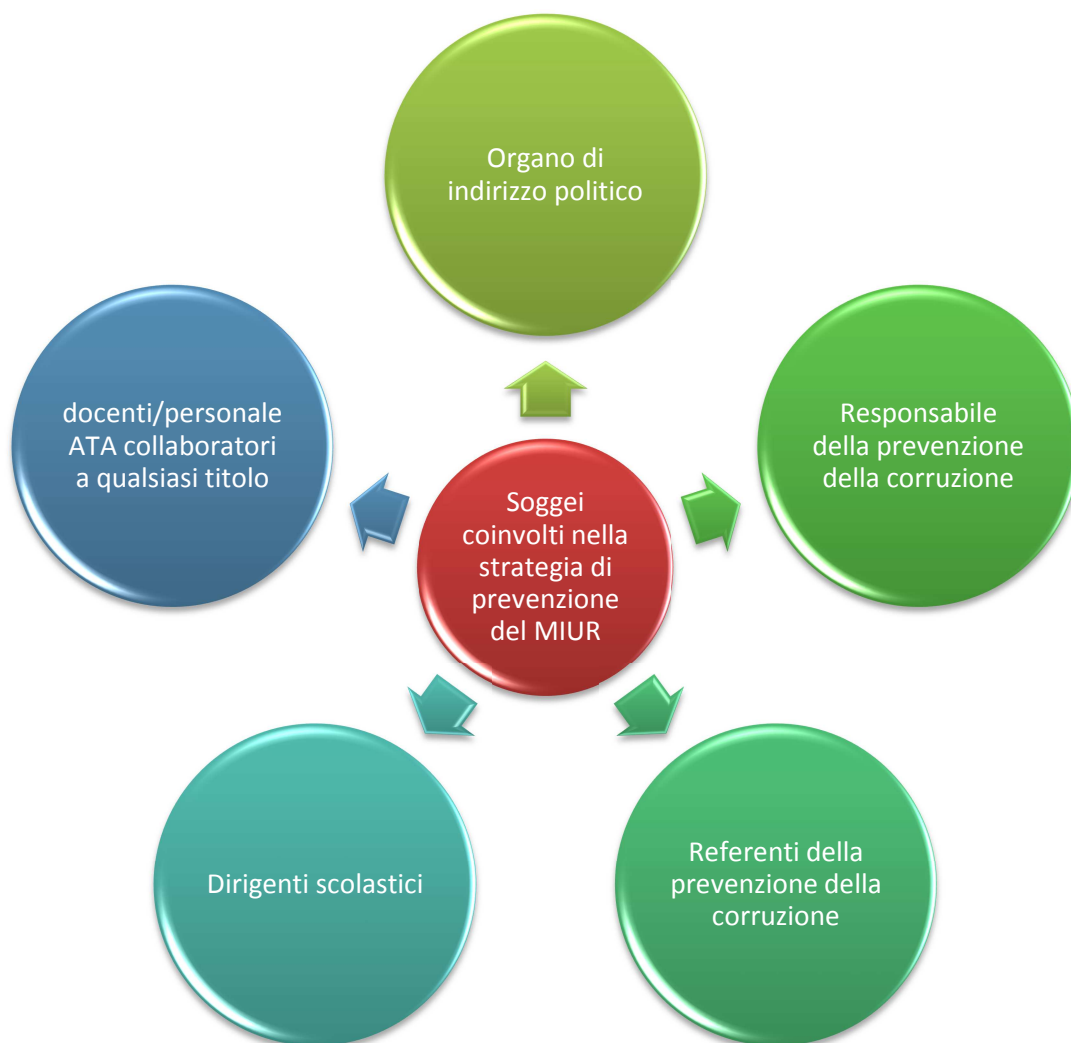 Organo di
indirizzo politico
Responsabile
della prevenzione
della corruzione
Referenti della
prevenzione della
corruzione
Dirigenti scolastici
docenti/personale
ATA collaboratori
a qualsiasi titolo
Soggei
coinvolti nella
strategia di
prevenzione
del MIUR